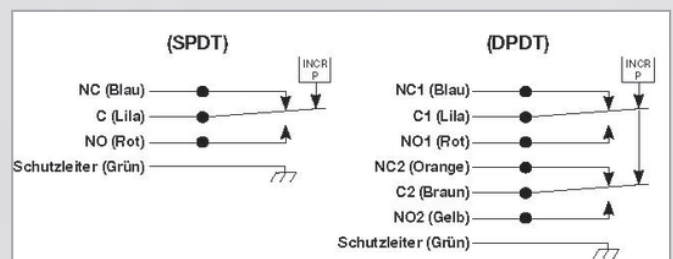 (SPDT)
INCR
P
NC (Blau)
C (Lila)
NO (Rot)
Schutzleiter (Grün)
(DPDT)
INCR
P
NC1 (Blau)
C1 (Lila)
NO1 (Rot)
NC2 (Orange)
C2 (Braun)
NO2 (Gelb)
Schutzleiter (Grün)